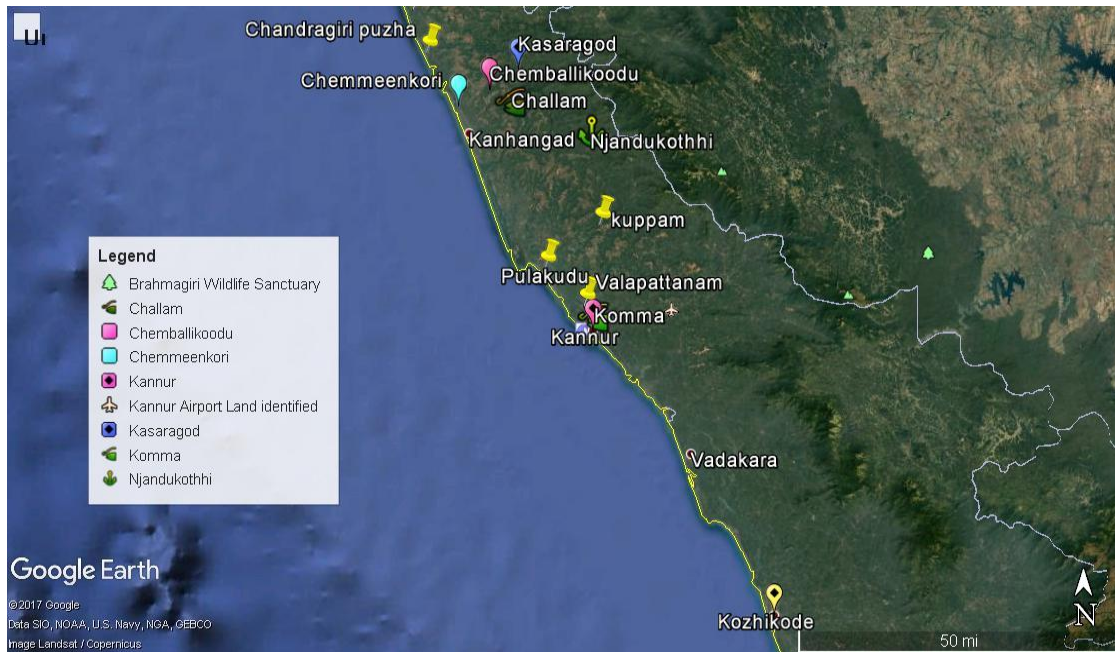 Chandragiri puzha
Kasaragod
Chemballikoodu
Chemmeenkori
Challam
Kanhangad
Njandukothhi
kuppam
Pulakudu
Valapattanam
Komma
Kannur
Legend
Brahmagiri Wildlife Sanctuary
Challam
Chemballikoodu
Chemmeenkori
Kannur
Kannur Airport Land identified
Kasaragod
Komma
Njandukothhi
Vadakara
Kozhikode
Google Earth
©2017 Google
Data SIO, NOAA, U.S. Navy, NGA, GEBCO
Image Landsat / Copernicus
N
50 mi